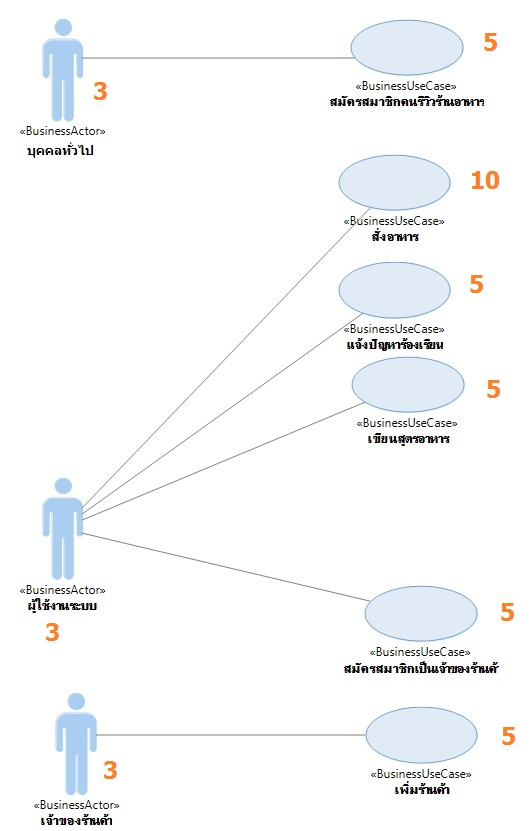 5
3
«BusinessUseCase»
สมัครสมาชิกคนรีวิวร้านอาหาร
«BusinessActor»
บุคคลทั่วไป
10
«BusinessUseCase»
สั่งอาหาร
5
«BusinessUseCase»
แจ้งปัญหาร้องเรียน
5
«BusinessUseCase»
เขียนสูตรอาหาร
«BusinessActor»
ผู้ใช้งานระบบ
3
5
«BusinessUseCase»
สมัครสมาชิกเป็นเจ้าของร้านค้า
5
3
«BusinessUseCase»
เพิ่มร้านค้า
«BusinessActor»
เจ้าของร้านค้า